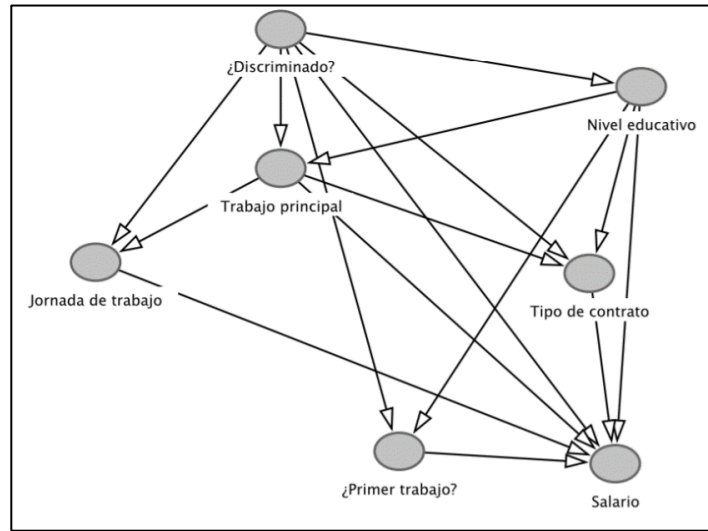 ¿Discriminado?
Nivel educativo
Trabajo principal
Jornada de trabajo
Tipo de contrato
¿Primer trabajo?
Salario